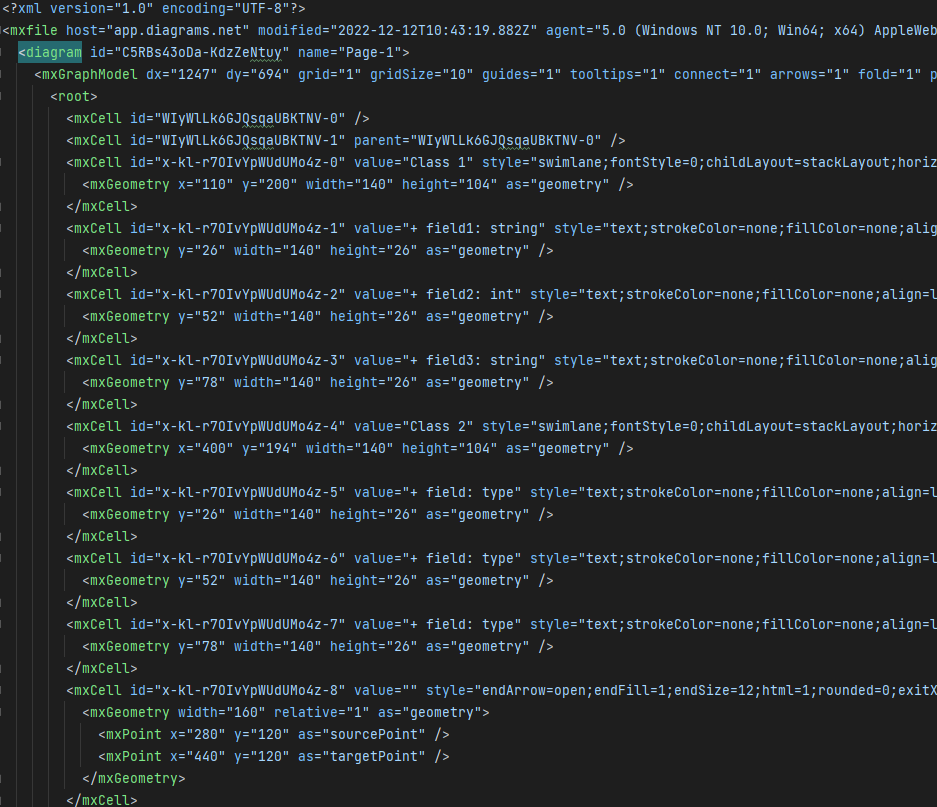 <?xml version="1.0" encoding="UTF-8"?>
<mxfile host="app.diagrams.net" modified="2022-12-12T10:43:19.882Z" agent="5.0 (Windows NT 10.0; Win64; x64) AppleWeb
<diagram id="C5RBs43oDa-KdzZeNtuy" name="Page-1">
<mxGraphModel dx="1247" dy="694" grid="1" gridSize="10" guides="1" tooltips="1" connect="1" arrows="1" fold="1" p
<root>
<mxCell id="WIyWlLk6GJQsqaUBKTNV-0" />
<mxCell id="WIyWlLk6GJQsqaUBKTNV-1" parent="WIyWlLk6GJQsqaUBKTNV-0" />
<mxCell id="x-kl-r7OIvYpWUdUMo4z-0" value="Class 1" style="swimlane;fontStyle=0;childLayout=stackLayout;horiz
<mxGeometry x="110" y="200" width="140" height="104" as="geometry" />
</mxCell>
<mxCell id="x-kl-r7OIvYpWUdUMo4z-1" value="+ field1: string" style="text;strokeColor=none;fillColor=none;alig
<mxGeometry y="26" width="140" height="26" as="geometry" />
</mxCell>
<mxCell id="x-kl-r7OIvYpWUdUMo4z-2" value="+ field2: int" style="text;strokeColor=none;fillColor=none;align=l
<mxGeometry y="52" width="140" height="26" as="geometry" />
</mxCell>
<mxCell id="x-kl-r7OIvYpWUdUMo4z-3" value="+ field3: string" style="text;strokeColor=none;fillColor=none;alig
<mxGeometry y="78" width="140" height="26" as="geometry" />
</mxCell>
<mxCell id="x-kl-r7OIvYpWUdUMo4z-4" value="Class 2" style="swimlane;fontStyle=0;childLayout=stackLayout;horiz
<mxGeometry x="400" y="194" width="140" height="104" as="geometry" />
</mxCell>
<mxCell id="x-kl-r7OIvYpWUdUMo4z-5" value="+ field: type" style="text;strokeColor=none;fillColor=none;align=l
<mxGeometry y="26" width="140" height="26" as="geometry" />
</mxCell>
<mxCell id="x-kl-r7OIvYpWUdUMo4z-6" value="+ field: type" style="text;strokeColor=none;fillColor=none;align=l
<mxGeometry y="52" width="140" height="26" as="geometry" />
</mxCell>
<mxCell id="x-kl-r7OIvYpWUdUMo4z-7" value="+ field: type" style="text;strokeColor=none;fillColor=none;align=l
<mxGeometry y="78" width="140" height="26" as="geometry" />
</mxCell>
<mxCell id="x-kl-r7OIvYpWUdUMo4z-8" value="" style="endArrow=open;endFill=1;endSize=12;html=1;rounded=0;exitX
<mxGeometry width="160" relative="1" as="geometry">
<mxPoint x="280" y="120" as="sourcePoint" />
<mxPoint x="440" y="120" as="targetPoint" />
</mxGeometry>
</mxCell>